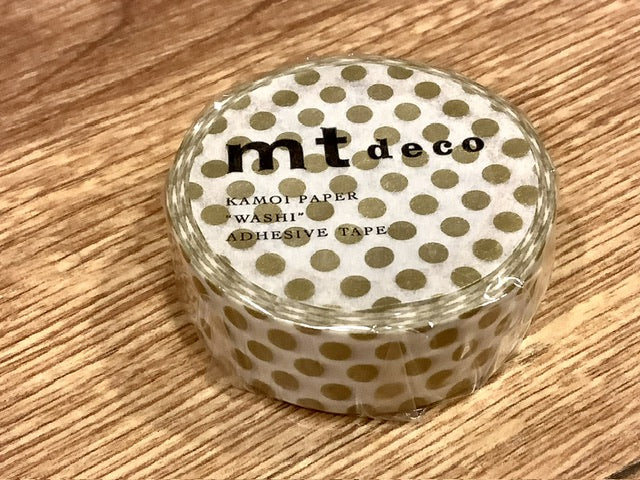 mt deco
KAMOI PAPER
"WASHI"
ADHESIVE TAPE